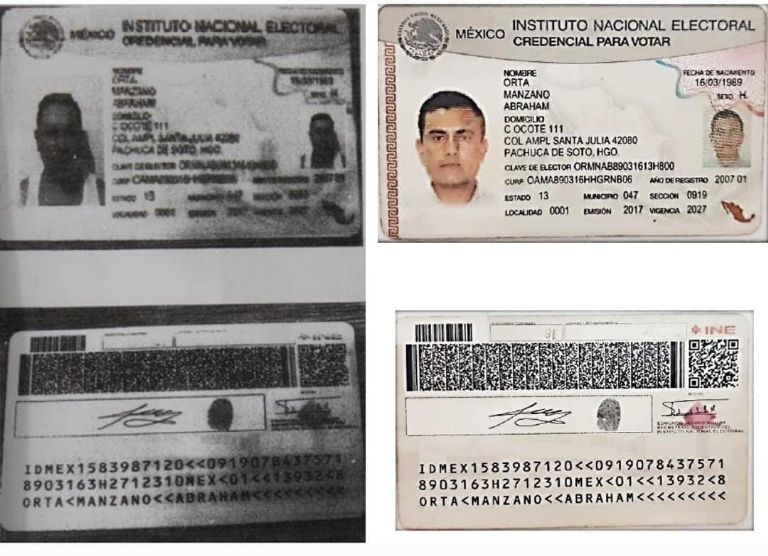 MÉXICO
INSTITUTO NACIONAL ELECTORAL
CREDENCIAL PARA VOTAR
NOMBRE
ORTA
MANZANO
ABRAHAM
DOMICILIO
C OCOTE 111
COL AMPL SANTA JULIA 42080
PACHUCA DE SOTO, HGO.
CLAVE DE ELECTOR
CURP
ESTADO 13
LOCALIDAD 0001
IDMEX1583987120<<0919078437571
8903163H2712310MEX<01<<13932<8
ORTA<MANZANO<<ABRAHAM<<<<<<<<<
MÉXICO
INSTITUTO NACIONAL ELECTORAL
CREDENCIAL PARA VOTAR
NOMBRE
ORTA
MANZANO
ABRAHAM
FECHA DE NACIMIENTO
16/03/1989
SEXO H
DOMICILIO
C OCOTE 111
COL AMPL SANTA JULIA 42080
PACHUCA DE SOTO, HGO.
CLAVE DE ELECTOR ORMNAB89031613H800
CURP OAMA890316HHGRNB06 AÑO DE REGISTRO 2007 01
ESTADO 13 MUNICIPIO 047 SECCIÓN 0919
LOCALIDAD 0001 EMISIÓN 2017 VIGENCIA 2027
INE
IDMEX1583987120<<0919078437571
8903163H2712310MEX<01<<13932<8
ORTA<MANZANO<<ABRAHAM<<<<<<<<<